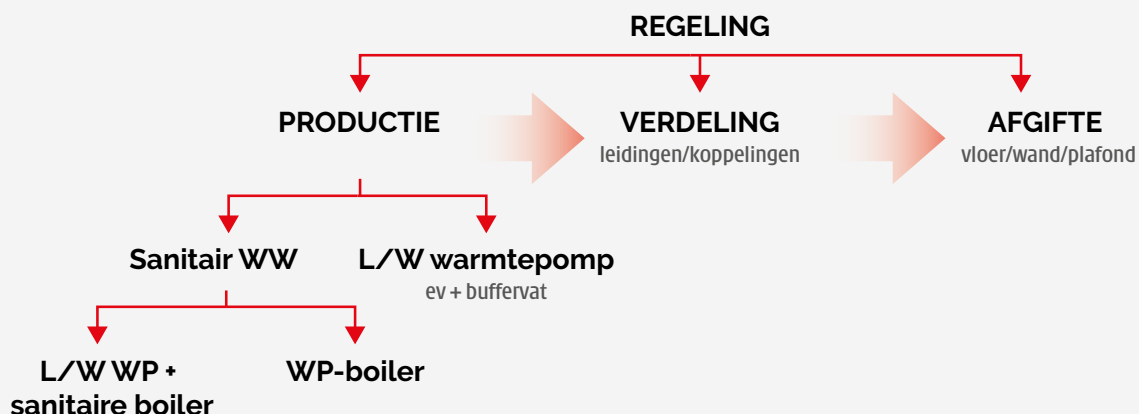 REGELING
PRODUCTIE
VERDELING
leidingen/koppelingen
AFGIFTE
vloer/wand/plafond
Sanitair WW
L/W warmtepomp
ev + buffervat
L/W WP +
sanitaire boiler
WP-boiler